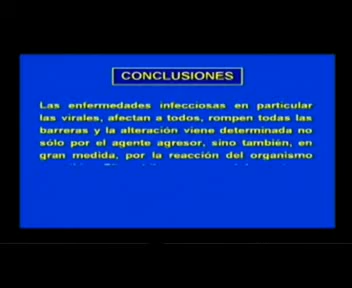 CONCLUSIONES
Las enfermedades infecciosas en particular
las virales, afectan a todos, rompen todas las
barreras y la alteración viene determinada no
sólo por el agente agresor, sino también, en
gran medida, por la reacción del organismo